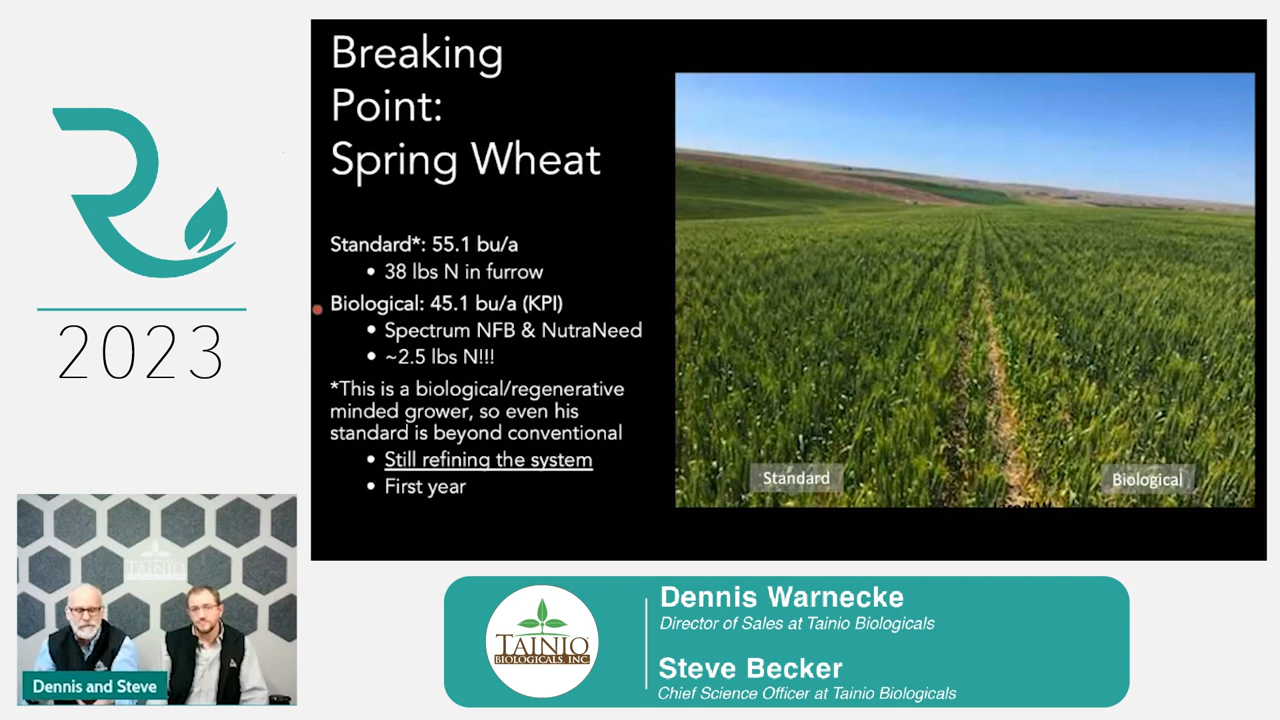 Breaking
Point:
Spring Wheat
Standard*: 55.1 bu/a
• 38 lbs N in furrow
Biological: 45.1 bu/a (KPI)
• Spectrum NFB & NutraNeed
• ~2.5 lbs N!!!
*This is a biological/regenerative
minded grower, so even his
standard is beyond conventional
• Still refining the system
• First year
Standard
Biological
2023
TAINIO
Dennis and Steve
TAINIO
BIOLOGICALS, INC
Dennis Warnecke
Director of Sales at Tainio Biologicals
Steve Becker
Chief Science Officer at Tainio Biologicals